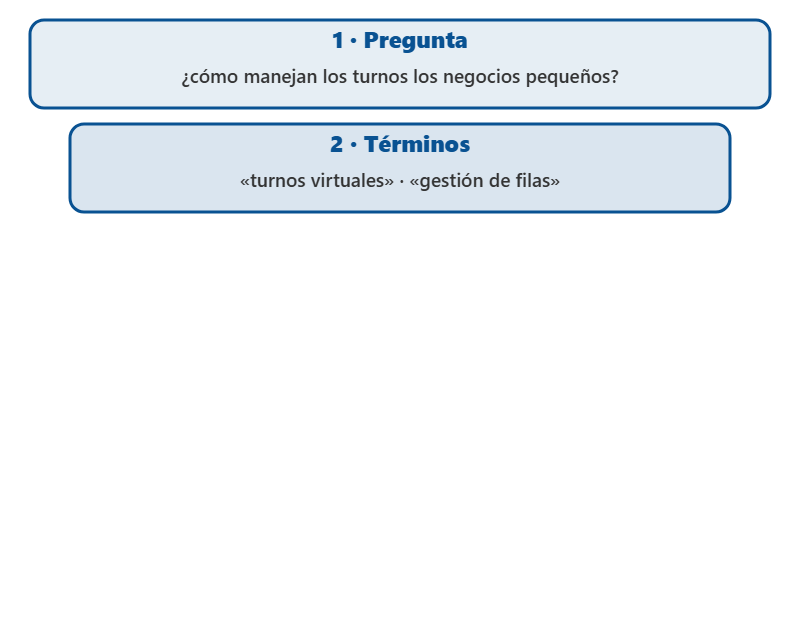 1 · Pregunta
¿cómo manejan los turnos los negocios pequeños?
2 · Términos
«turnos virtuales» · «gestión de filas»